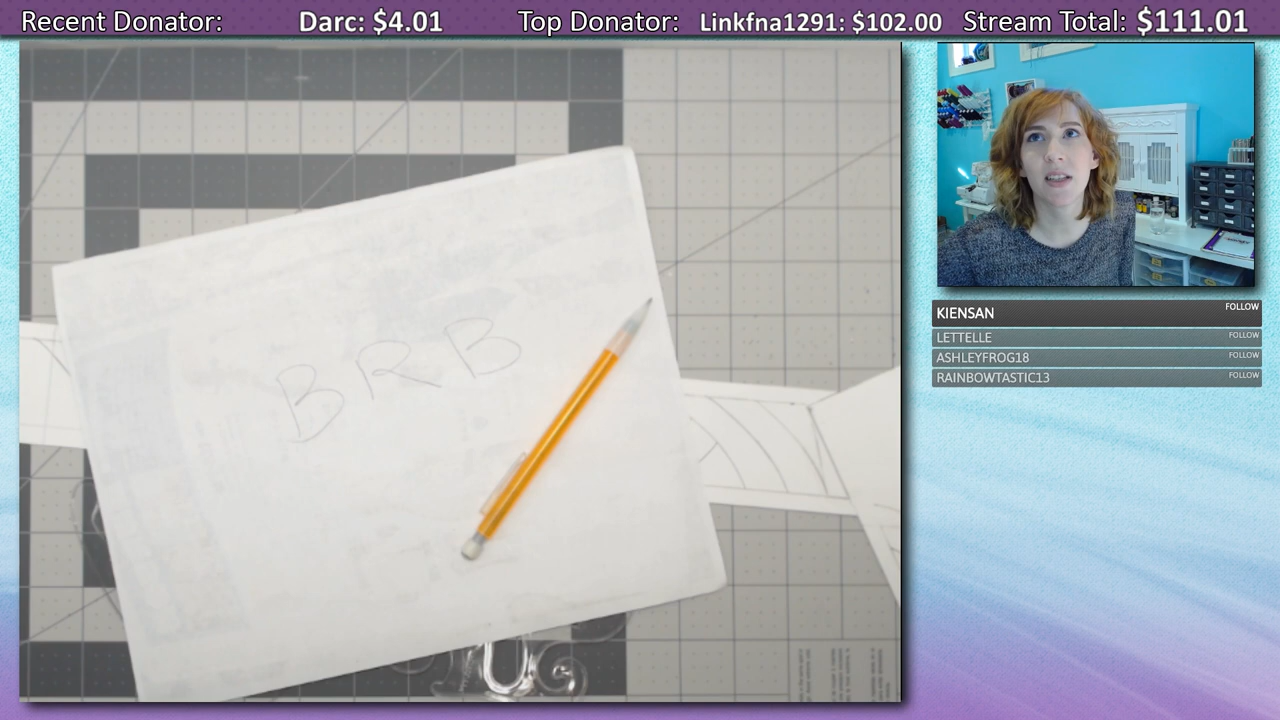 Recent Donator: Darc: $4.01 Top Donator: Linkfna1291: $102.00 Stream Total: $111.01
BRB
KIENSAN FOLLOW
LETTELLE FOLLOW
ASHLEYFROG18 FOLLOW
RAINBOWTASTIC13 FOLLOW